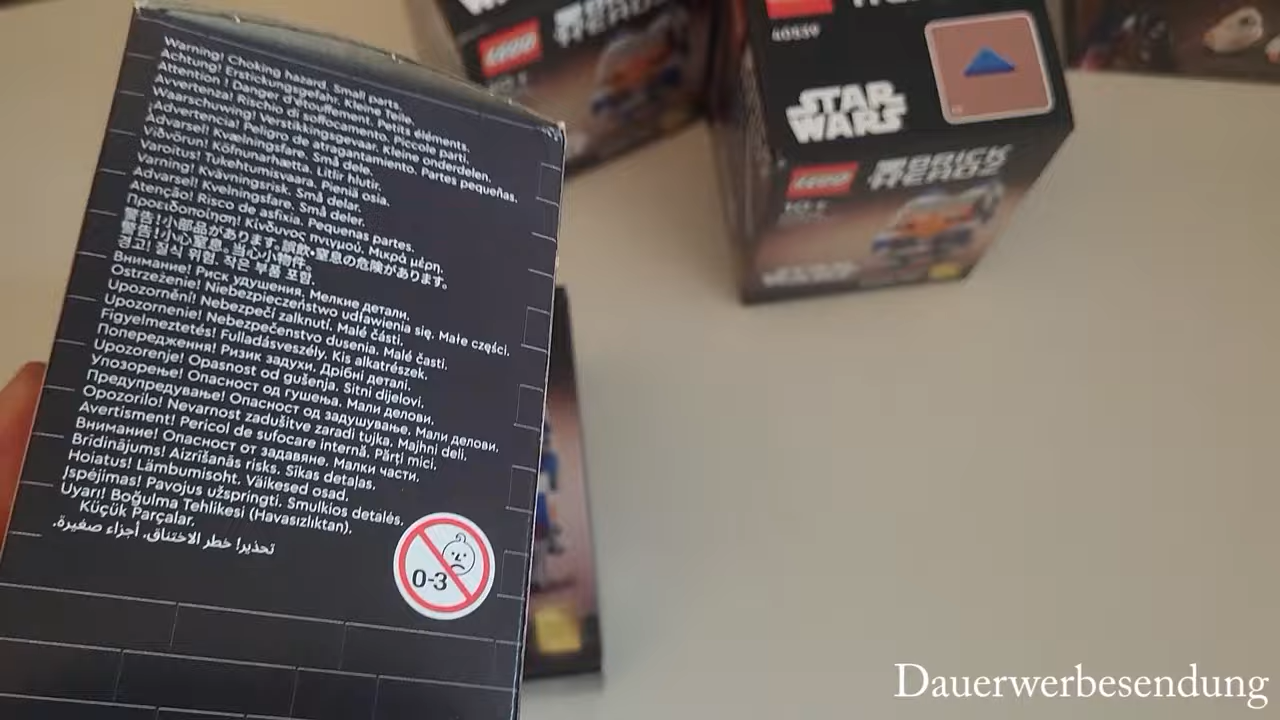 Warning! Choking hazard. Small parts.
Achtung! Erstickungsgefahr. Kleine Teile.
Attention ! Danger d'étouffement. Petits éléments.
Avvertenza! Rischio di soffocamento. Piccole parti.
Waarschuwing! Verstikkingsgevaar. Kleine onderdelen.
¡Advertencia! Peligro de atragantamiento. Partes pequeñas.
Advarsel! Kvælningsfare. Små dele.
Viðvörun! Köfnunarhætta. Litlir hlutir.
Varoitus! Tukehtumisvaara. Pieniä osia.
Varning! Kvävningsrisk. Små delar.
Advarsel! Kvelningsfare. Små deler.
Atenção! Risco de asfixia. Pequenas partes.
Προειδοποίηση! Κίνδυνος πνιγμού. Μικρά μέρη.
警告！小部品があります。誤飲・窒息の危険があります。
警告！小心窒息。当心小物件。
경고! 질식 위험. 작은 부품 포함.
Внимание! Риск удушения. Мелкие детали.
Ostrzeżenie! Niebezpieczeństwo udławienia się. Małe części.
Upozornění! Nebezpečí zalknutí. Malé části.
Upozornenie! Nebezpečenstvo dusenia. Malé časti.
Figyelmeztetés! Fulladásveszély. Kis alkatrészek.
Попередження! Ризик задухи. Дрібні деталі.
Upozorenje! Opasnost od gušenja. Sitni dijelovi.
Упозорење! Опасност од гушења. Мали делови.
Предупредување! Опасност од задушување. Мали делови.
Opozorilo! Nevarnost zadušitve zaradi tujka. Majhni deli.
Avertisment! Pericol de sufocare internă. Părți mici.
Внимание! Опасност от задавяне. Малки части.
Brīdinājums! Aizrīšanās risks. Sīkas detaļas.
Hoiatus! Lämbumisoht. Väikesed osad.
Įspėjimas! Pavojus užspringti. Smulkios detalės.
Uyarı! Boğulma Tehlikesi (Havasızlıktan).
Küçük Parçalar.
تحذير! خطر الاختناق. أجزاء صغيرة.
0-3
LEGO
BRICK
HEADZ
40539
STAR
WARS
LEGO
BRICK
HEADZ
Dauerwerbesendung